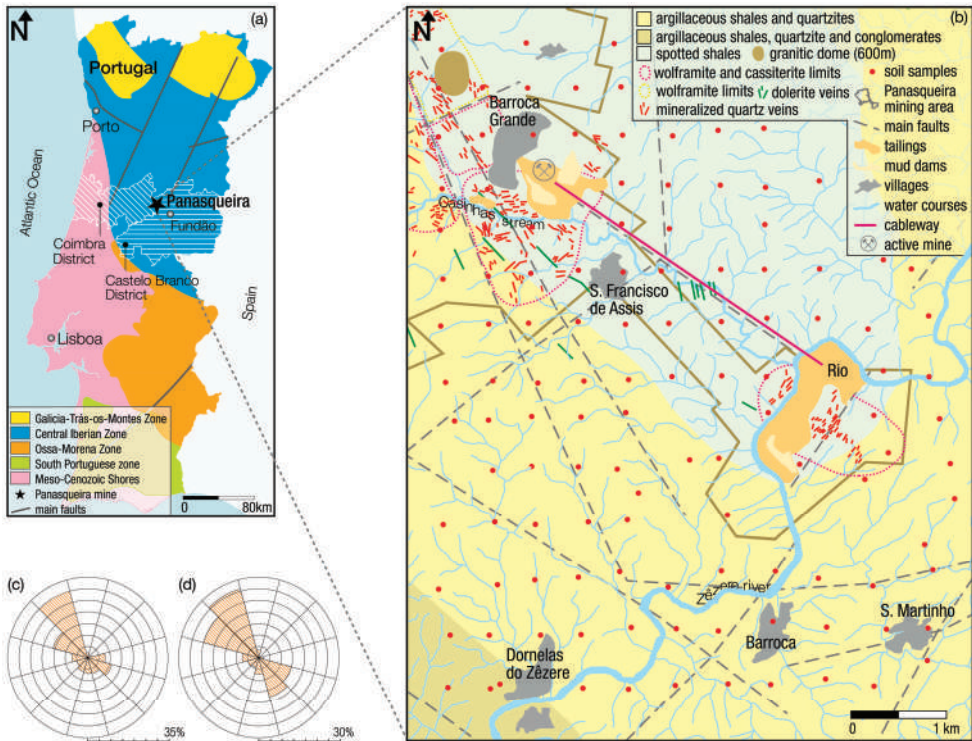 (a)
N
Portugal
Porto
Atlantic Ocean
Panasqueira
Fundão
Coimbra
District
Castelo Branco
District
Spain
Lisboa
Galicia-Trás-os-Montes Zone
Central Iberian Zone
Ossa-Morena Zone
South Portuguese zone
Meso-Cenozoic Shores
Panasqueira mine
main faults
0 80km
(b)
N
argillaceous shales and quartzites
argillaceous shales, quartzite and conglomerates
spotted shales
granitic dome (600m)
wolframite and cassiterite limits
wolframite limits
dolerite veins
mineralized quartz veins
soil samples
Panasqueira
mining area
main faults
tailings
mud dams
villages
water courses
cableway
active mine
Barroca
Grande
Casinhas stream
S. Francisco
de Assis
Rio
Zêzere river
Barroca
S. Martinho
Dornelas
do Zêzere
0 1 km
(c)
35%
(d)
30%